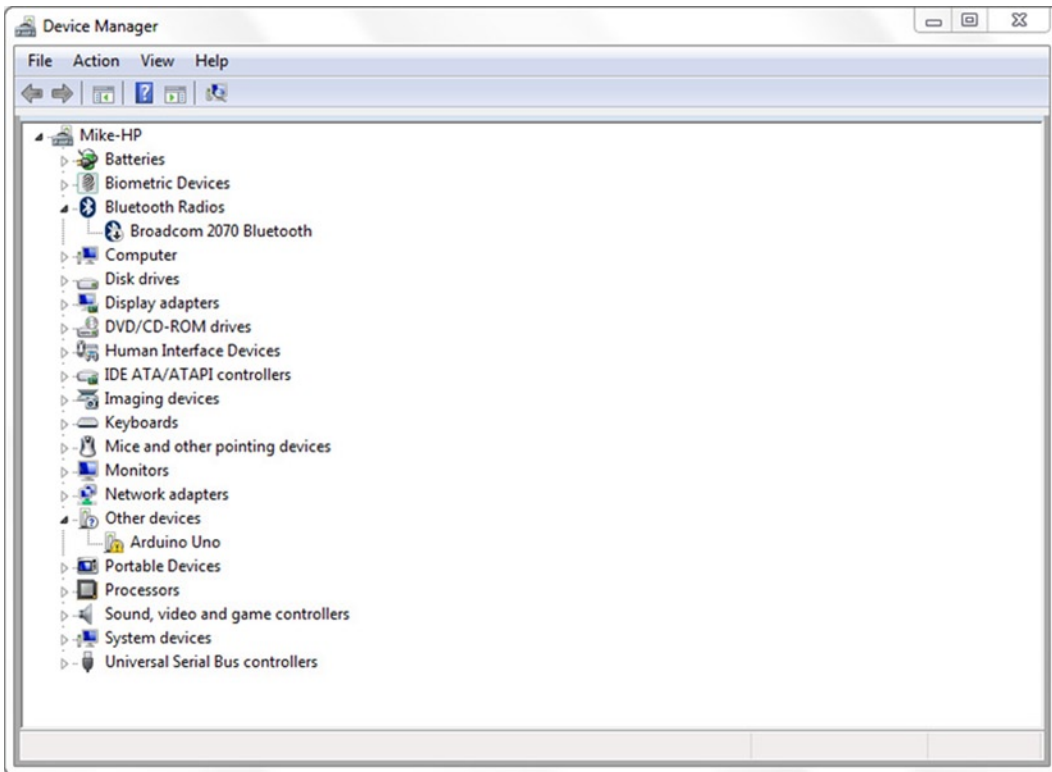 Device Manager
File Action View Help
Mike-HP
Batteries
Biometric Devices
Bluetooth Radios
Broadcom 2070 Bluetooth
Computer
Disk drives
Display adapters
DVD/CD-ROM drives
Human Interface Devices
IDE ATA/ATAPI controllers
Imaging devices
Keyboards
Mice and other pointing devices
Monitors
Network adapters
Other devices
Arduino Uno
Portable Devices
Processors
Sound, video and game controllers
System devices
Universal Serial Bus controllers